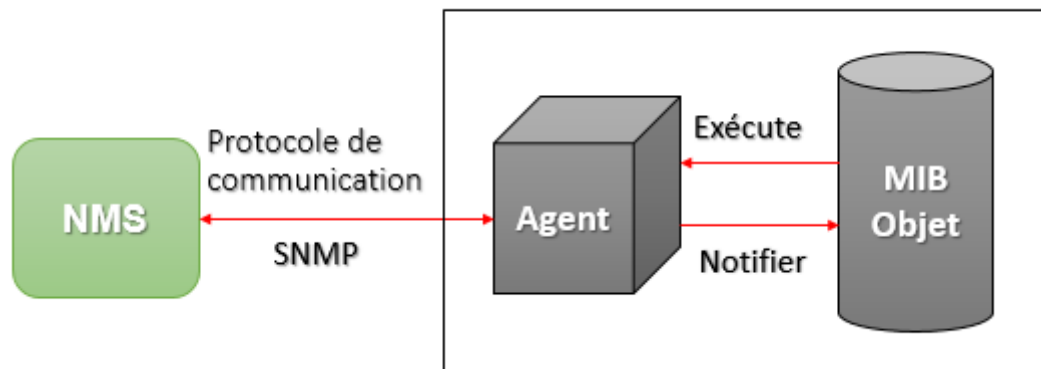 NMS
Protocole de
communication
SNMP
Agent
Exécute
Notifier
MIB
Objet